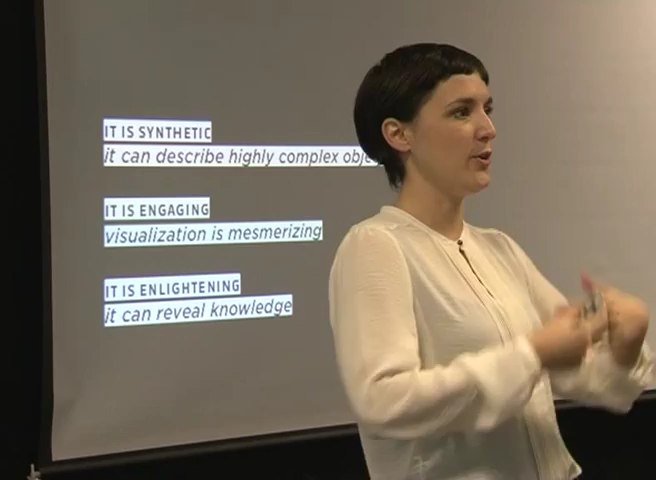 IT IS SYNTHETIC
it can describe highly complex
IT IS ENGAGING
visualization is mesmerizing
IT IS ENLIGHTENING
it can reveal knowledge